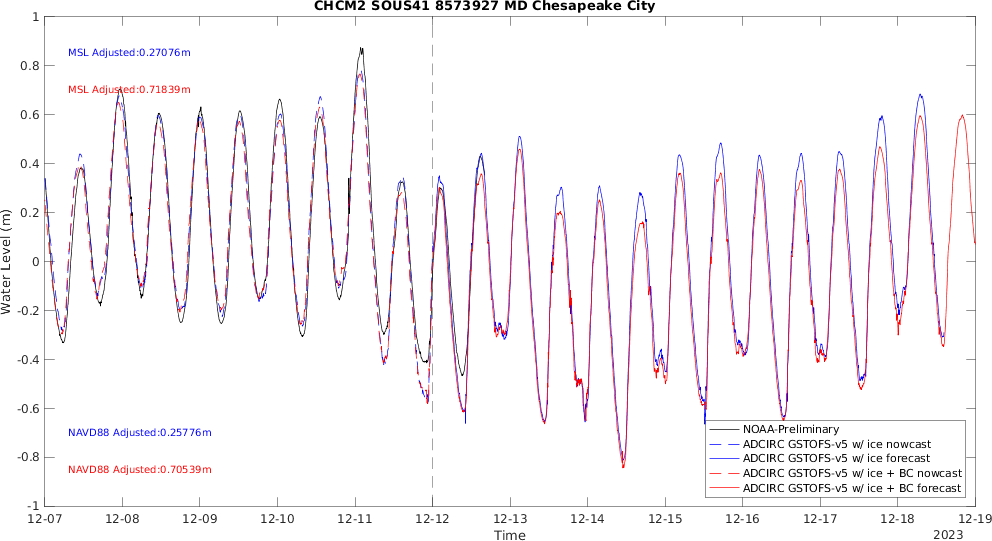 CHCM2 SOUS41 8573927 MD Chesapeake City
1
0.8
0.6
0.4
0.2
0
-0.2
-0.4
-0.6
-0.8
-1
Water Level (m)
MSL Adjusted:0.27076m
MSL Adjusted:0.71839m
NAVD88 Adjusted:0.25776m
NAVD88 Adjusted:0.70539m
NOAA-Preliminary
ADCIRC GSTOFS-v5 w/ ice nowcast
ADCIRC GSTOFS-v5 w/ ice forecast
ADCIRC GSTOFS-v5 w/ ice + BC nowcast
ADCIRC GSTOFS-v5 w/ ice + BC forecast
12-07 12-08 12-09 12-10 12-11 12-12 12-13 12-14 12-15 12-16 12-17 12-18 12-19
Time
2023